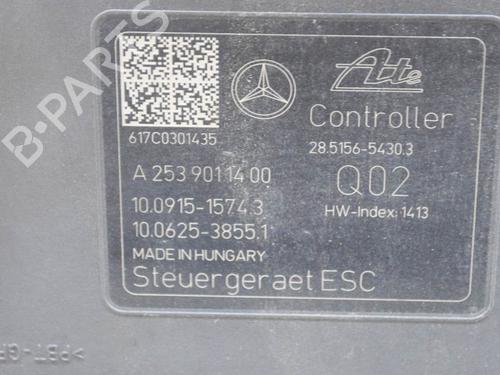 B-PARTS
Ate
617C0301435
Controller
28.5156-5430.3
A 253 901 14 00
Q02
10.0915-1574.3
HW-Index: 1413
10.0625-3855.1
MADE IN HUNGARY
Steuergeraet ESC